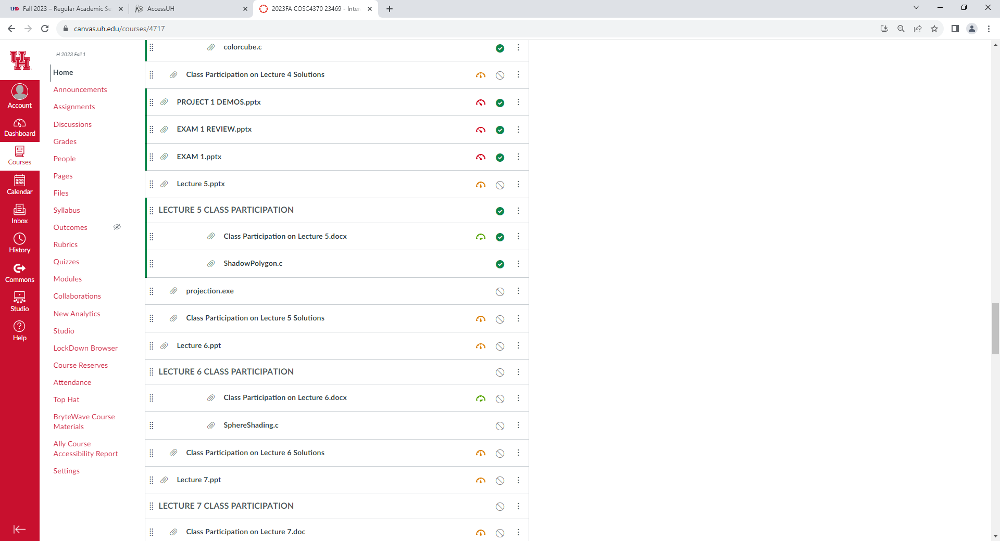 UHD Fall 2023 – Regular Academic Se
AccessUH
2023FA COSC4370 23469 - Inter
canvas.uh.edu/courses/4717
Account
Dashboard
Courses
Calendar
Inbox
History
Commons
Studio
Help
H 2023 Fall 1
Home
Announcements
Assignments
Discussions
Grades
People
Pages
Files
Syllabus
Outcomes
Rubrics
Quizzes
Modules
Collaborations
New Analytics
Studio
LockDown Browser
Course Reserves
Attendance
Top Hat
BryteWave Course
Materials
Ally Course
Accessibility Report
Settings
colorcube.c
Class Participation on Lecture 4 Solutions
PROJECT 1 DEMOS.pptx
EXAM 1 REVIEW.pptx
EXAM 1.pptx
Lecture 5.pptx
LECTURE 5 CLASS PARTICIPATION
Class Participation on Lecture 5.docx
ShadowPolygon.c
projection.exe
Class Participation on Lecture 5 Solutions
Lecture 6.ppt
LECTURE 6 CLASS PARTICIPATION
Class Participation on Lecture 6.docx
SphereShading.c
Class Participation on Lecture 6 Solutions
Lecture 7.ppt
LECTURE 7 CLASS PARTICIPATION
Class Participation on Lecture 7.doc